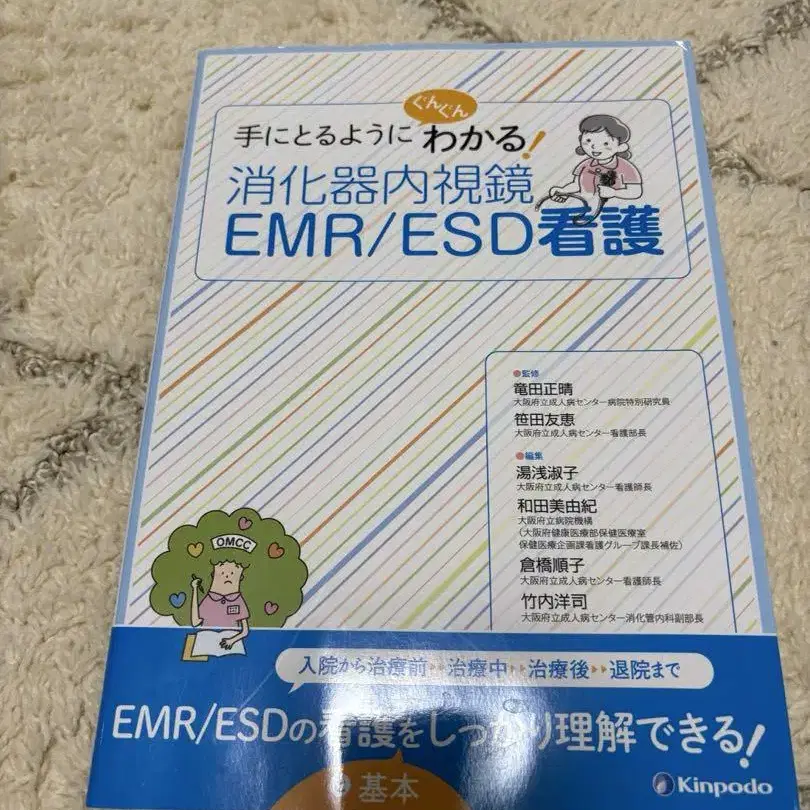 ぐんぐん
手にとるように わかる!
消化器内視鏡
EMR/ESD看護
●監修
竜田正晴
大阪府立成人病センター病院特別研究員
笹田友恵
大阪府立成人病センター看護部長
●編集
湯浅淑子
大阪府立成人病センター看護師長
和田美由紀
大阪府立病院機構
(大阪府健康医療部保健医療室
保健医療企画課看護グループ課長補佐)
倉橋順子
大阪府立成人病センター看護師長
竹内洋司
大阪府立成人病センター消化管内科副部長
OMCC
入院から治療前▶▶治療中▶▶治療後▶▶退院まで
EMR/ESDの看護をしっかり理解できる!
基本
Kinpodo